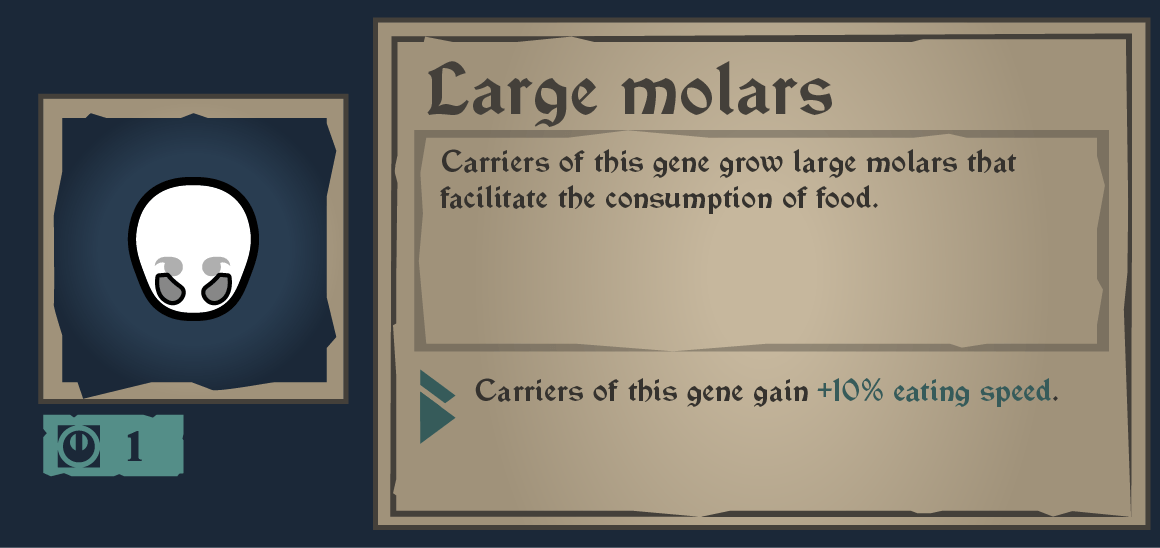 Large molars
Carriers of this gene grow large molars that
facilitate the consumption of food.
Carriers of this gene gain +10% eating speed.
1